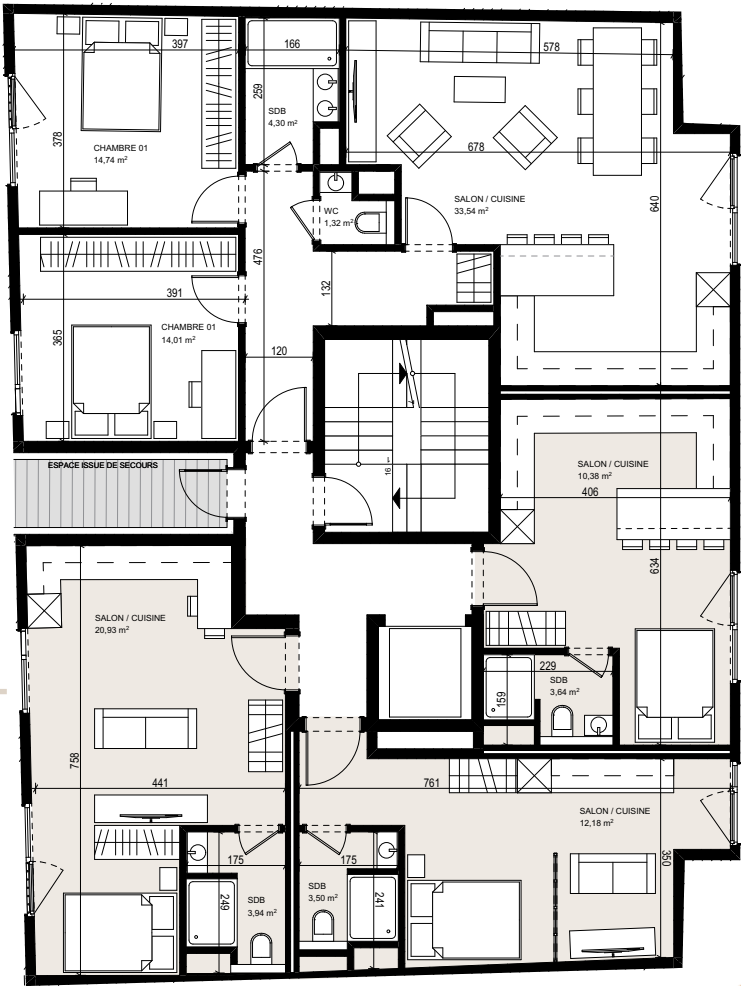 397
166
578
259
SDB
4,30 m²
378
CHAMBRE 01
14,74 m²
678
SALON / CUISINE
33,54 m²
640
WC
1,32 m²
476
132
391
CHAMBRE 01
14,01 m²
365
120
1
16
ESPACE ISSUE DE SECOURS
SALON / CUISINE
10,38 m²
406
634
SALON / CUISINE
20,93 m²
229
SDB
3,64 m²
159
758
441
761
SALON / CUISINE
12,18 m²
350
175
175
SDB
3,94 m²
249
SDB
3,50 m²
241